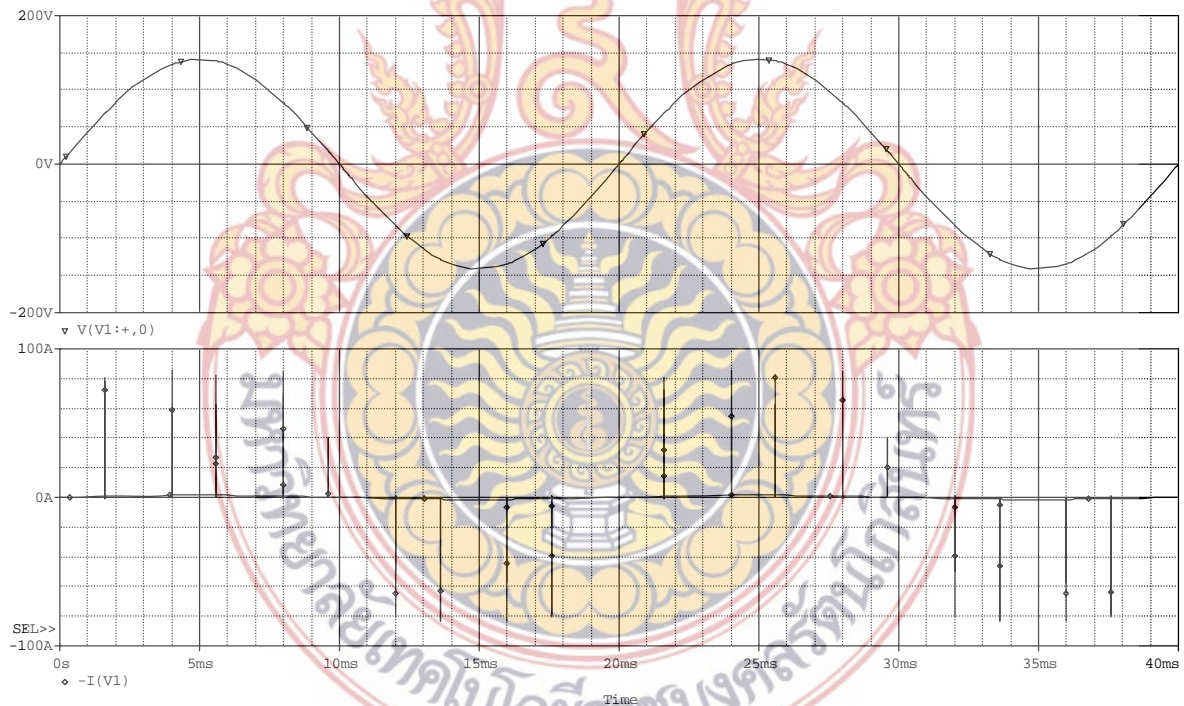 200V
0V
-200V
V(V1:+,0)
100A
0A
SEL>>
-100A
0s 5ms 10ms 15ms 20ms 25ms 30ms 35ms 40ms
-I(V1)
Time